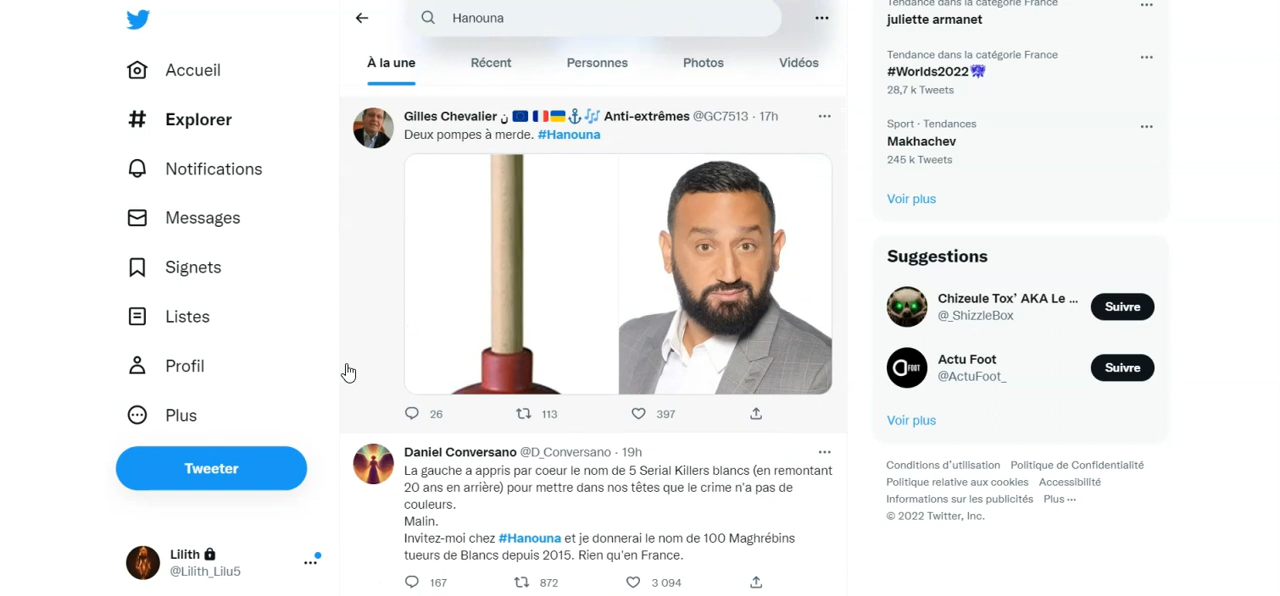 Hanouna
À la une
Récent
Personnes
Photos
Vidéos
Accueil
Explorer
Notifications
Messages
Signets
Listes
Profil
Plus
Tweeter
Lilith
@Lilith_Lilu5
Gilles Chevalier ن 🇪🇺 🇫🇷🇺🇦⚓🎶 Anti-extrêmes @GC7513 · 17h
Deux pompes à merde. #Hanouna
26
113
397
Daniel Conversano @D_Conversano · 19h
La gauche a appris par coeur le nom de 5 Serial Killers blancs (en remontant
20 ans en arrière) pour mettre dans nos têtes que le crime n'a pas de
couleurs.
Malin.
Invitez-moi chez #Hanouna et je donnerai le nom de 100 Maghrébins
tueurs de Blancs depuis 2015. Rien qu'en France.
167
872
3 094
Tendance dans la catégorie France
juliette armanet
Tendance dans la catégorie France
#Worlds2022
28,7 k Tweets
Sport · Tendances
Makhachev
245 k Tweets
Voir plus
Suggestions
Chizeule Tox' AKA Le ...
@_ShizzleBox
Suivre
Actu Foot
@ActuFoot_
Suivre
Voir plus
Conditions d'utilisation Politique de Confidentialité
Politique relative aux cookies Accessibilité
Informations sur les publicités Plus ···
© 2022 Twitter, Inc.